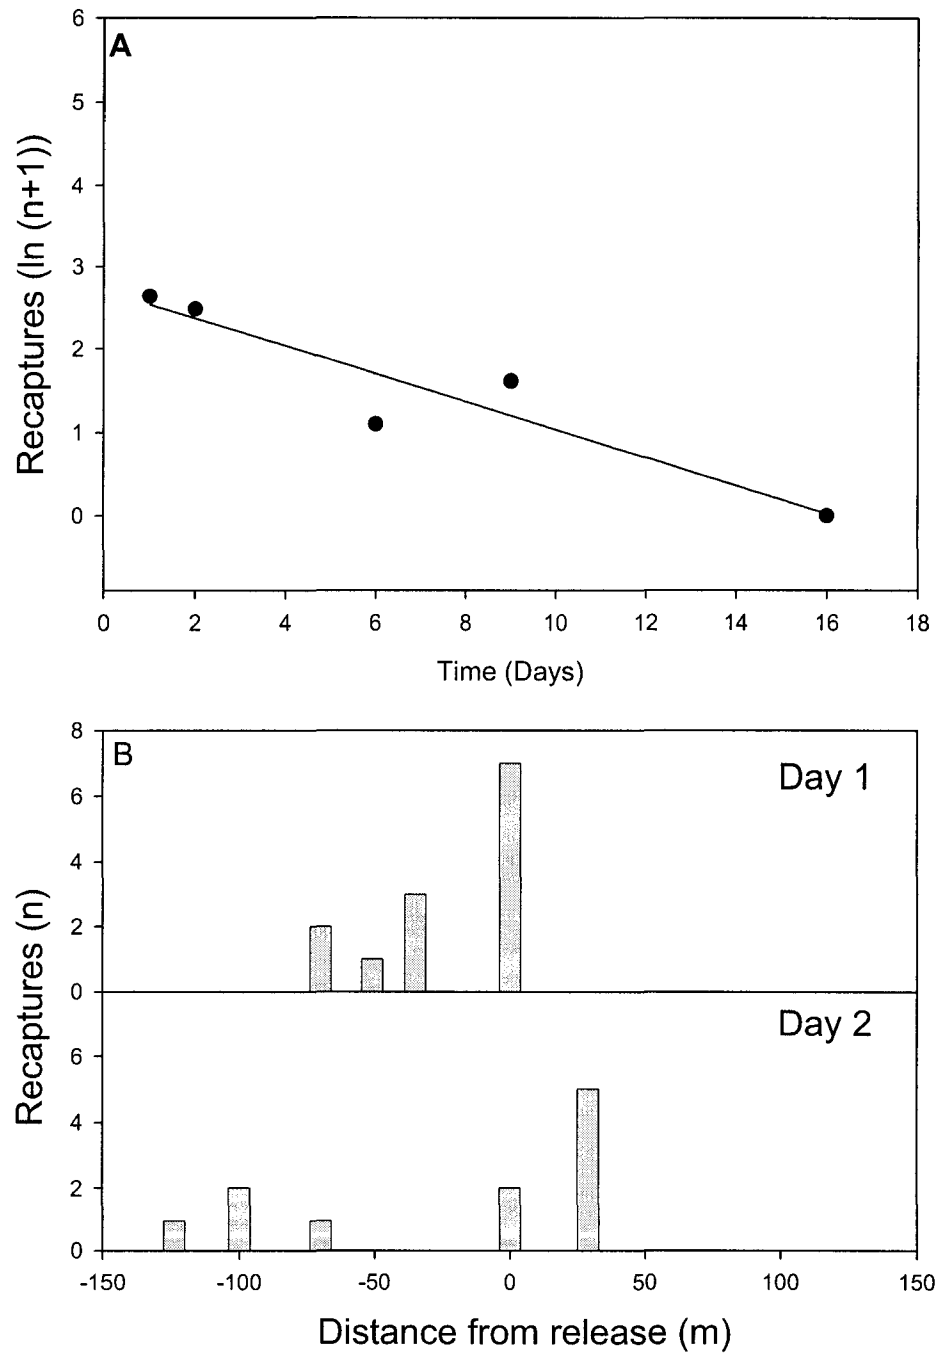 A
Recaptures (ln (n+1))
6
5
4
3
2
1
0
0 2 4 6 8 10 12 14 16 18
Time (Days)
B
Day 1
Recaptures (n)
8
6
4
2
0
Day 2
6
4
2
0
-150 -100 -50 0 50 100 150
Distance from release (m)